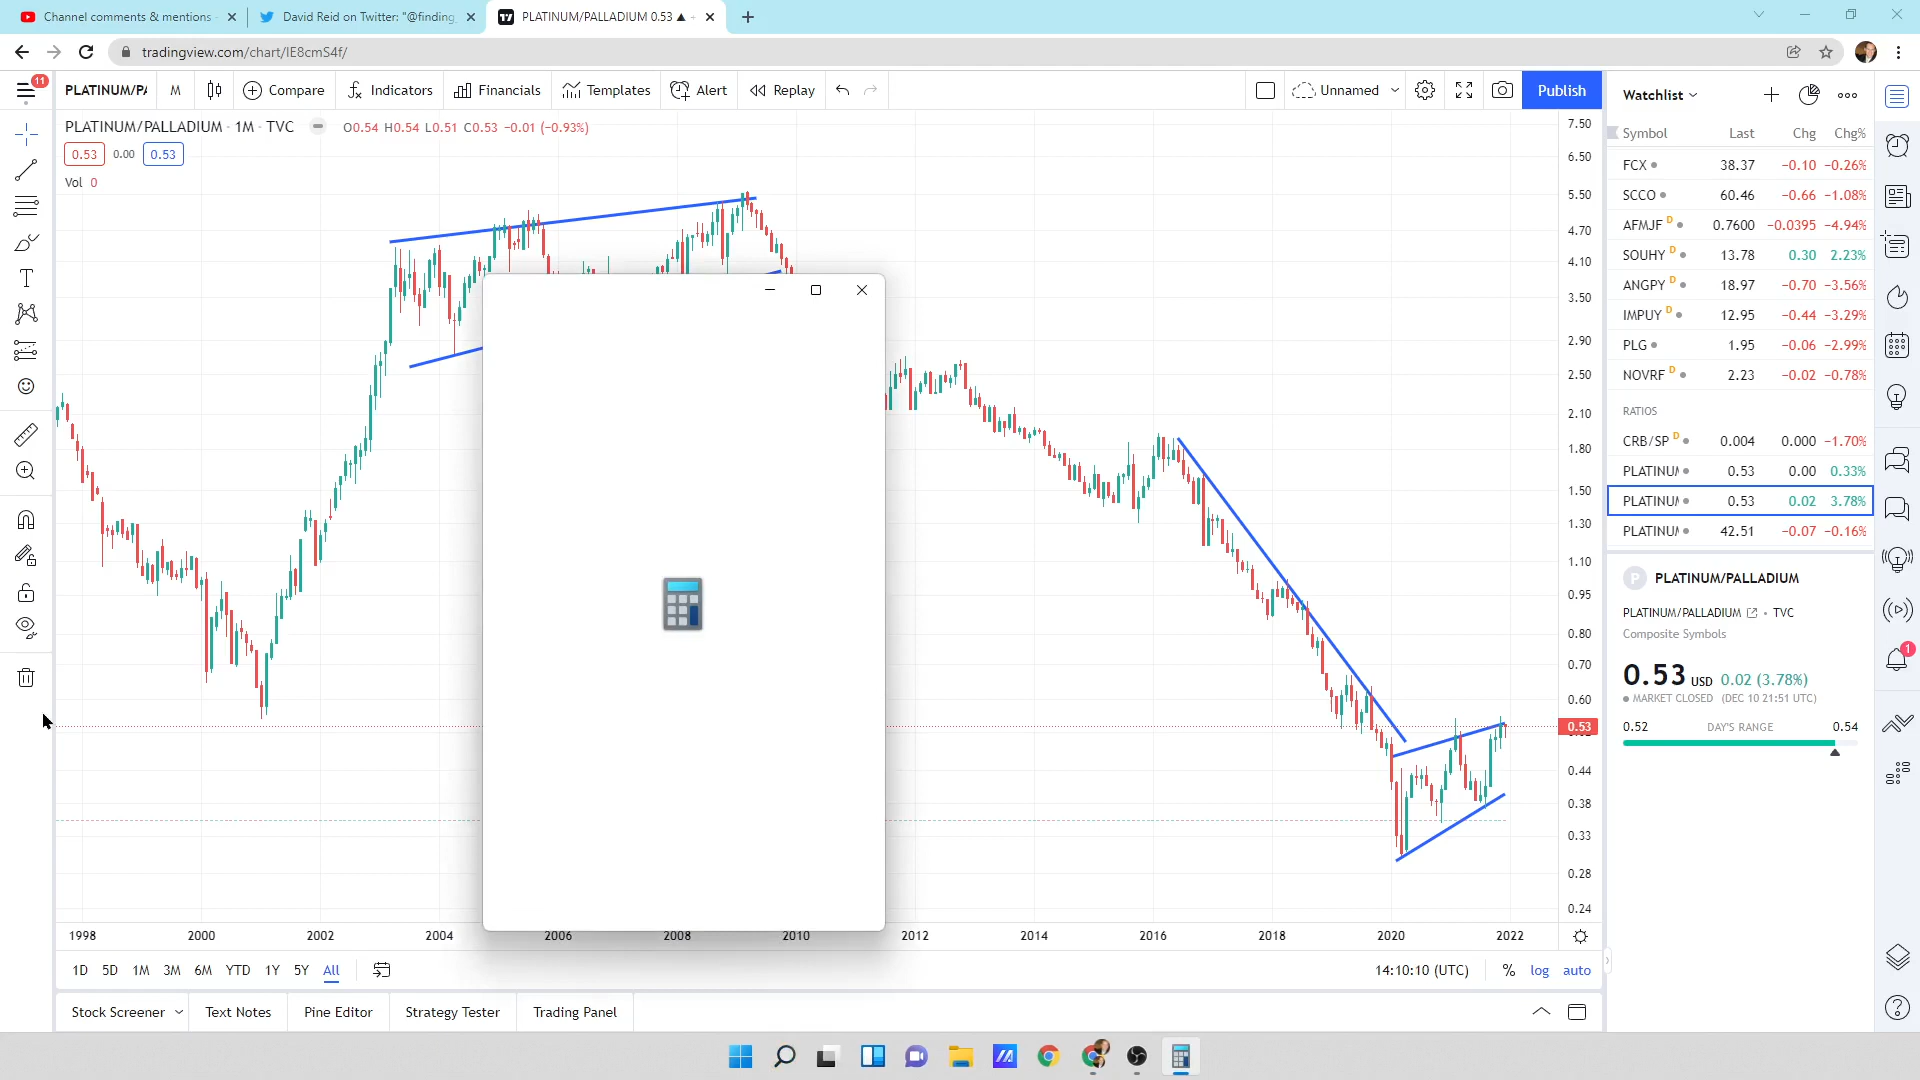 Channel comments & mentions
David Reid on Twitter: "@finding
PLATINUM/PALLADIUM 0.53 ▲
tradingview.com/chart/IE8cmS4f/
11
PLATINUM/PA
M
Compare
Indicators
Financials
Templates
Alert
Replay
Unnamed
Publish
PLATINUM/PALLADIUM · 1M · TVC
O0.54 H0.54 L0.51 C0.53 −0.01 (−0.93%)
0.53 0.00 0.53
Vol 0
7.50
6.50
5.50
4.70
4.10
3.50
2.90
2.50
2.10
1.80
1.50
1.30
1.10
0.95
0.80
0.70
0.60
0.53
0.44
0.38
0.33
0.28
0.24
1998 2000 2002 2004 2006 2008 2010 2012 2014 2016 2018 2020 2022
1D 5D 1M 3M 6M YTD 1Y 5Y All
14:10:10 (UTC) % log auto
Stock Screener Text Notes Pine Editor Strategy Tester Trading Panel
Watchlist
Symbol Last Chg Chg%
FCX 38.37 −0.10 −0.26%
SCCO 60.46 −0.66 −1.08%
AFMJF D 0.7600 −0.0395 −4.94%
SOUHY D 13.78 0.30 2.23%
ANGPY D 18.97 −0.70 −3.56%
IMPUY D 12.95 −0.44 −3.29%
PLG 1.95 −0.06 −2.99%
NOVRF D 2.23 −0.02 −0.78%
RATIOS
CRB/SP D 0.004 0.000 −1.70%
PLATINUM 0.53 0.00 0.33%
PLATINUM 0.53 0.02 3.78%
PLATINUM 42.51 −0.07 −0.16%
P PLATINUM/PALLADIUM
PLATINUM/PALLADIUM · TVC
Composite Symbols
0.53 USD 0.02 (3.78%)
MARKET CLOSED (DEC 10 21:51 UTC)
0.52 DAY'S RANGE 0.54
1